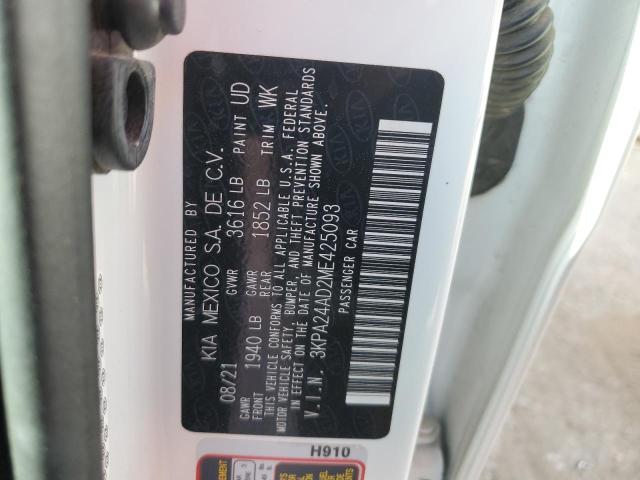 MANUFACTURED BY
KIA MEXICO S.A. DE C.V.
08/21 GVWR 3616 LB PAINT UD
GAWR FRONT 1940 LB GAWR REAR 1852 LB TRIM WK
THIS VEHICLE CONFORMS TO ALL APPLICABLE U.S.A. FEDERAL
MOTOR VEHICLE SAFETY, BUMPER, AND THEFT PREVENTION STANDARDS
IN EFFECT ON THE DATE OF MANUFACTURE SHOWN ABOVE.
V.I.N. 3KPA24AD2ME425093
PASSENGER CAR
H910